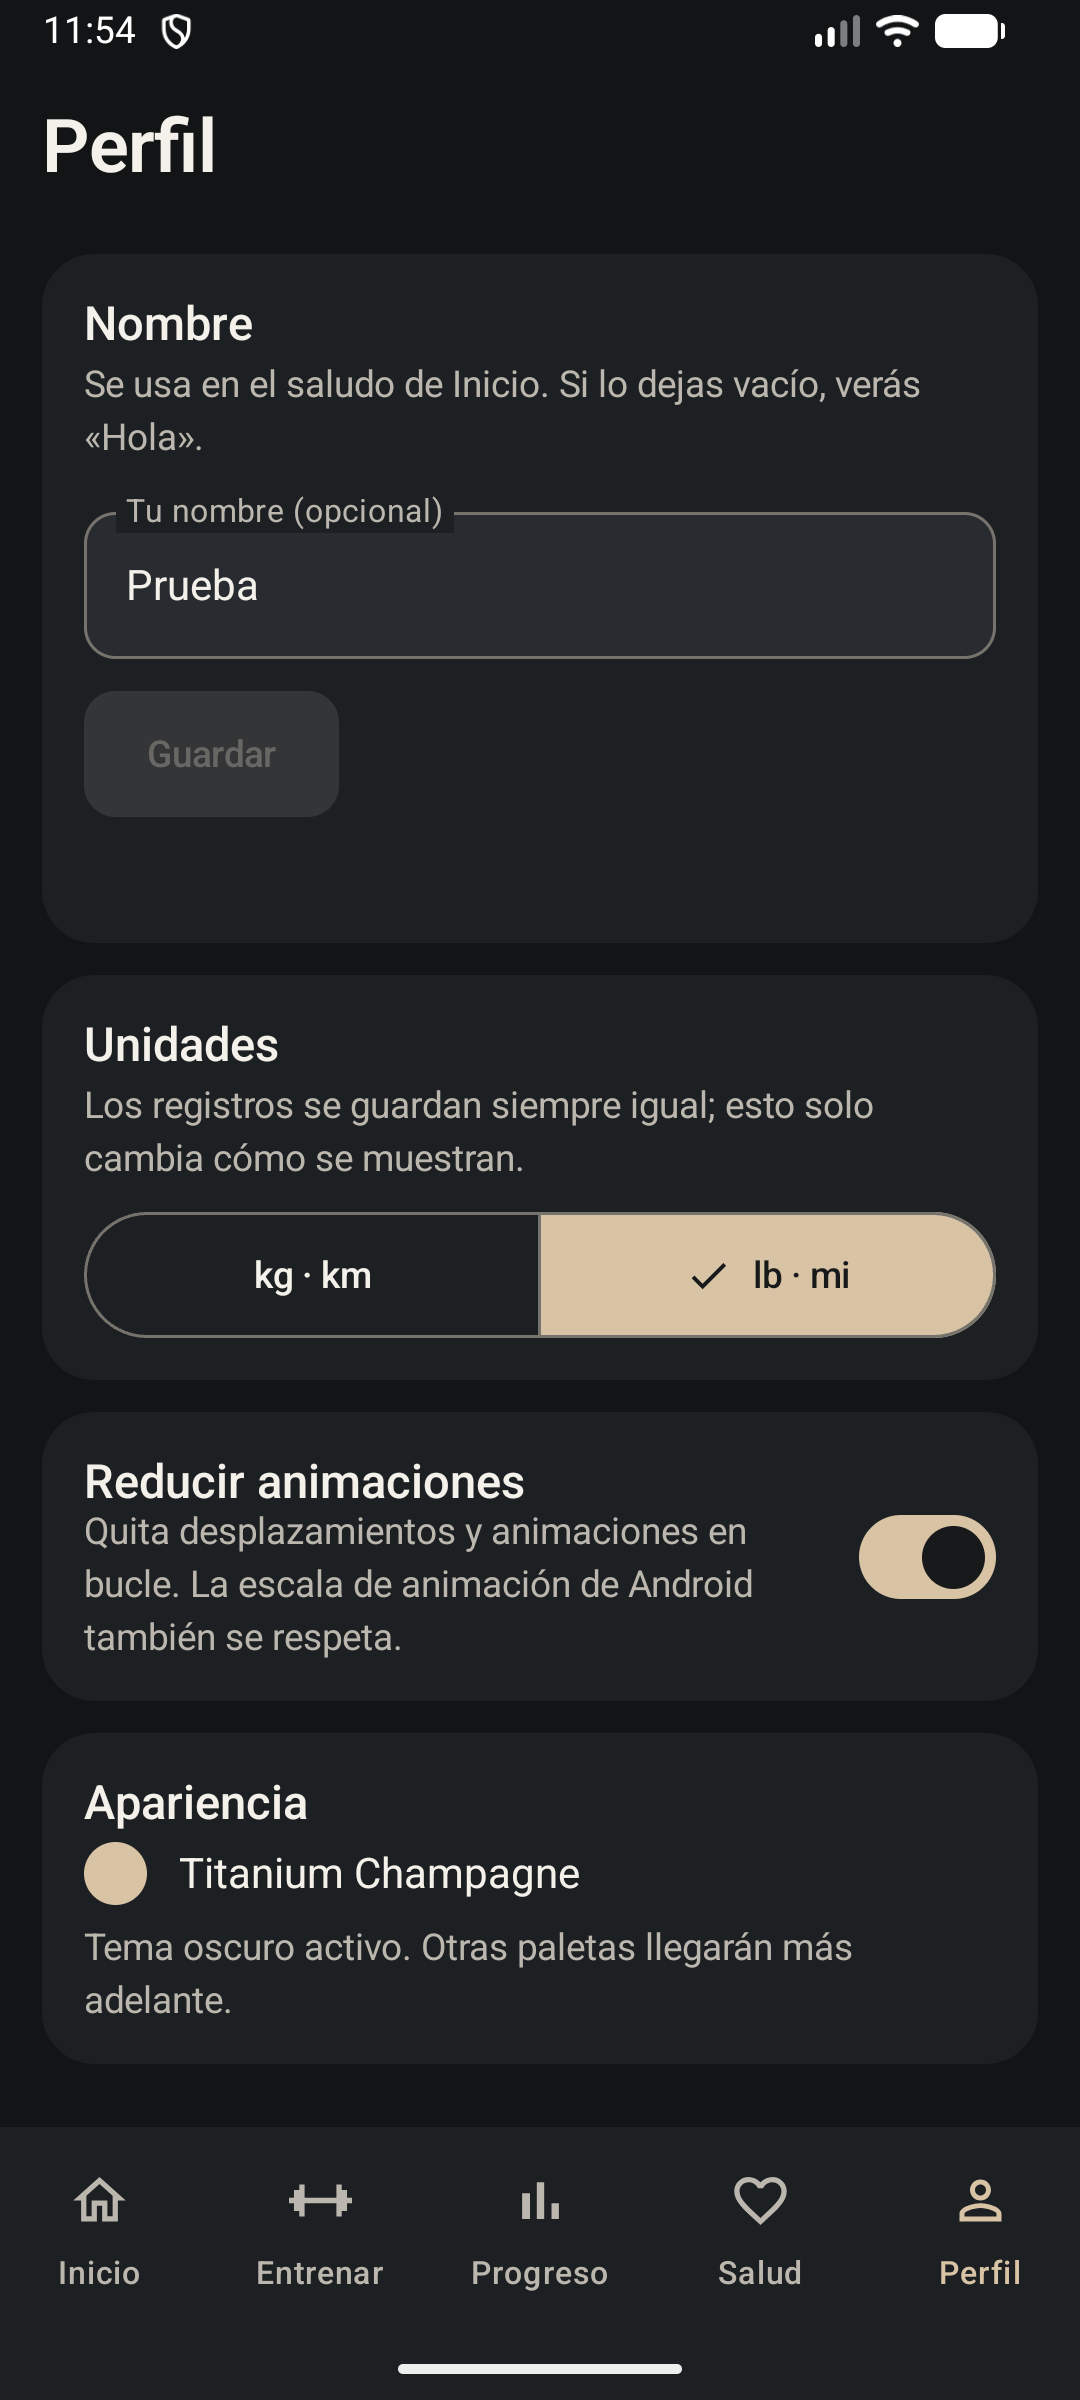 11:54
Perfil
Nombre
Se usa en el saludo de Inicio. Si lo dejas vacío, verás
«Hola».
Tu nombre (opcional)
Prueba
Guardar
Unidades
Los registros se guardan siempre igual; esto solo
cambia cómo se muestran.
kg · km
lb · mi
Reducir animaciones
Quita desplazamientos y animaciones en
bucle. La escala de animación de Android
también se respeta.
Apariencia
Titanium Champagne
Tema oscuro activo. Otras paletas llegarán más
adelante.
Inicio
Entrenar
Progreso
Salud
Perfil